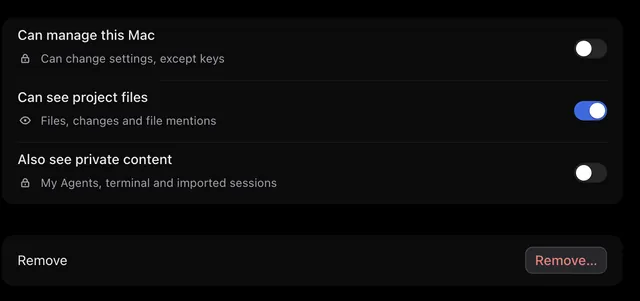 Can manage this Mac
Can change settings, except keys
Can see project files
Files, changes and file mentions
Also see private content
My Agents, terminal and imported sessions
Remove
Remove...